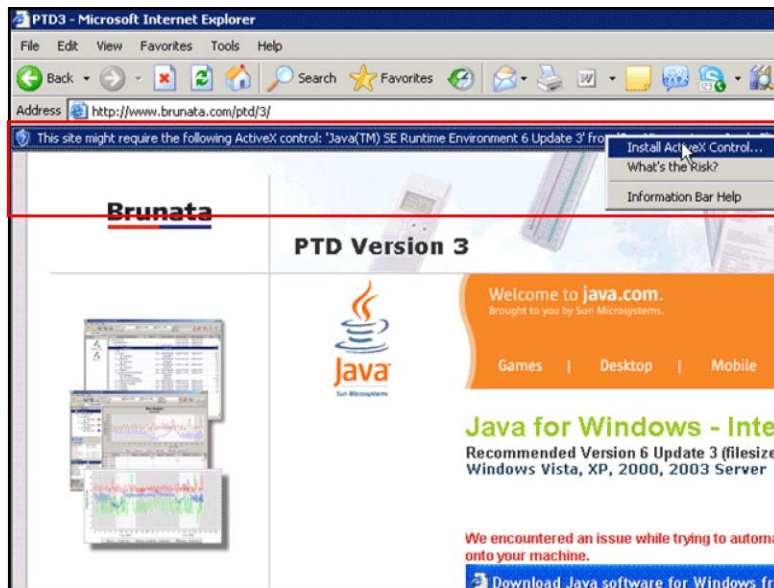 PTD3 - Microsoft Internet Explorer
File Edit View Favorites Tools Help
Back Search Favorites
Address http://www.brunata.com/ptd/3/
This site might require the following ActiveX control: 'Java(TM) SE Runtime Environment 6 Update 3' from
Install ActiveX Control...
What's the Risk?
Information Bar Help
Brunata
PTD Version 3
Welcome to java.com.
Brought to you by Sun Microsystems.
Games | Desktop | Mobile
Java
Sun Microsystems
Java for Windows - Inte
Recommended Version 6 Update 3 (filesize
Windows Vista, XP, 2000, 2003 Server
We encountered an issue while trying to automa
onto your machine.
Download Java software for Windows fr